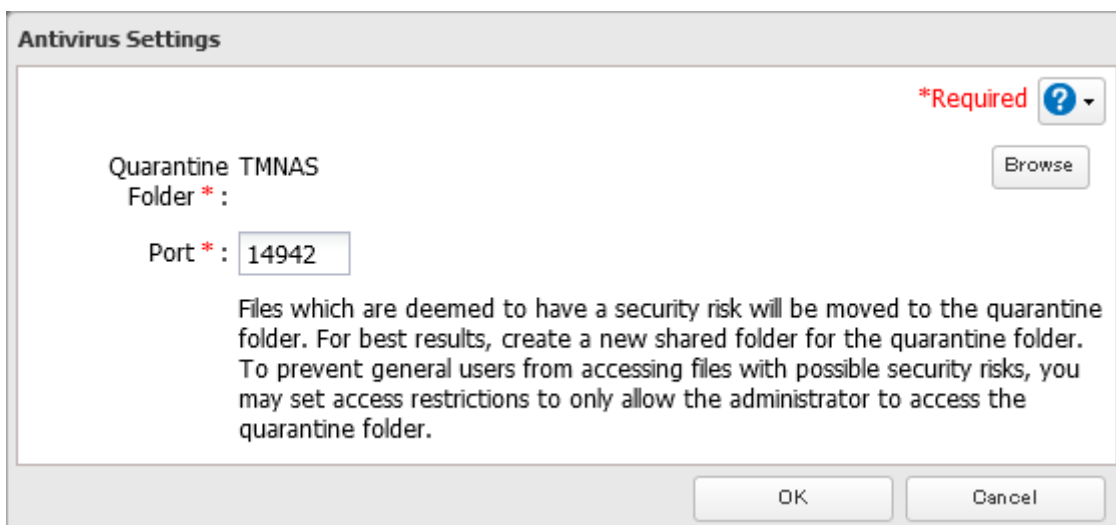 Antivirus Settings
*Required
Quarantine TMNAS
Browse
Folder * :
Port * : 14942
Files which are deemed to have a security risk will be moved to the quarantine
folder. For best results, create a new shared folder for the quarantine folder.
To prevent general users from accessing files with possible security risks, you
may set access restrictions to only allow the administrator to access the
quarantine folder.
OK
Cancel